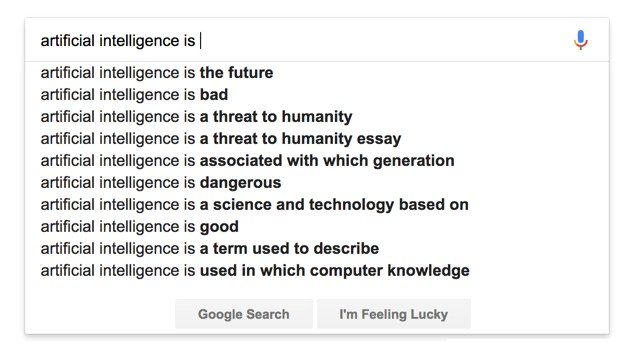 artificial intelligence is
artificial intelligence is the future
artificial intelligence is bad
artificial intelligence is a threat to humanity
artificial intelligence is a threat to humanity essay
artificial intelligence is associated with which generation
artificial intelligence is dangerous
artificial intelligence is a science and technology based on
artificial intelligence is good
artificial intelligence is a term used to describe
artificial intelligence is used in which computer knowledge
Google Search I'm Feeling Lucky